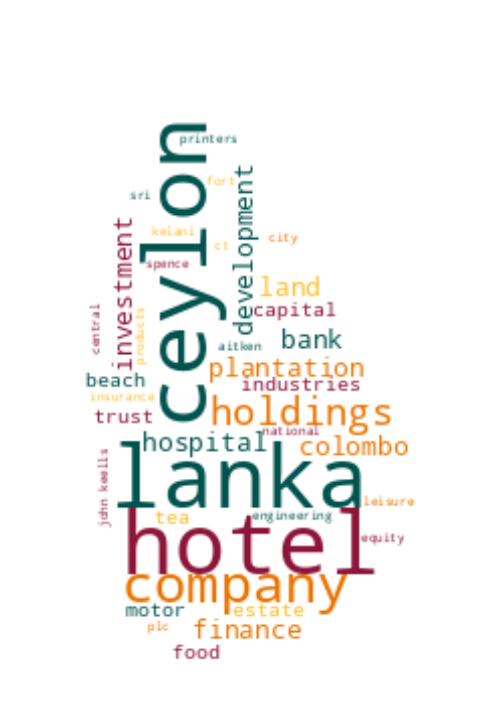 printers
fort
sri
ceylon
development
kelani
ct
city
investment
spence
land
central
products
capital
aitken
bank
plantation
beach
industries
insurance
trust
holdings
national
hospital
colombo
lanka
john keells
leisure
tea
engineering
hotel
equity
company
motor
estate
plc
finance
food